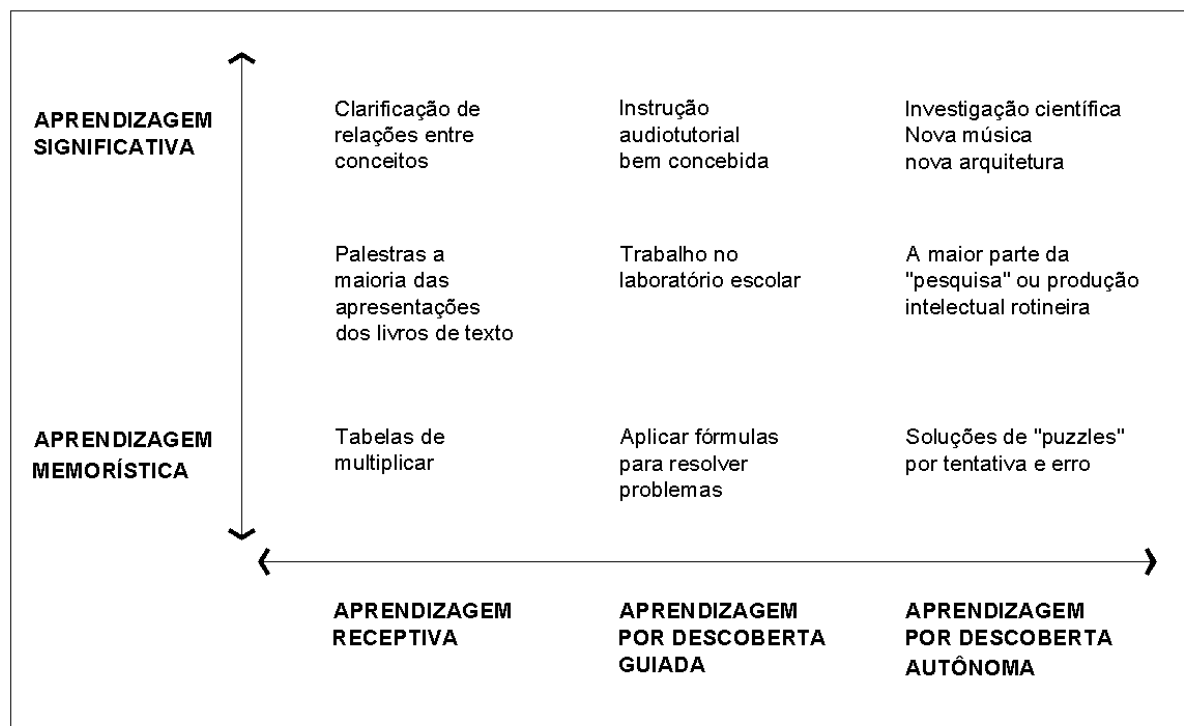 APRENDIZAGEM
SIGNIFICATIVA
Clarificação de
relações entre
conceitos
Instrução
audiotutorial
bem concebida
Investigação científica
Nova música
nova arquitetura
Palestras a
maioria das
apresentações
dos livros de texto
Trabalho no
laboratório escolar
A maior parte da
"pesquisa" ou produção
intelectual rotineira
APRENDIZAGEM
MEMORÍSTICA
Tabelas de
multiplicar
Aplicar fórmulas
para resolver
problemas
Soluções de "puzzles"
por tentativa e erro
APRENDIZAGEM
RECEPTIVA
APRENDIZAGEM
POR DESCOBERTA
GUIADA
APRENDIZAGEM
POR DESCOBERTA
AUTÔNOMA